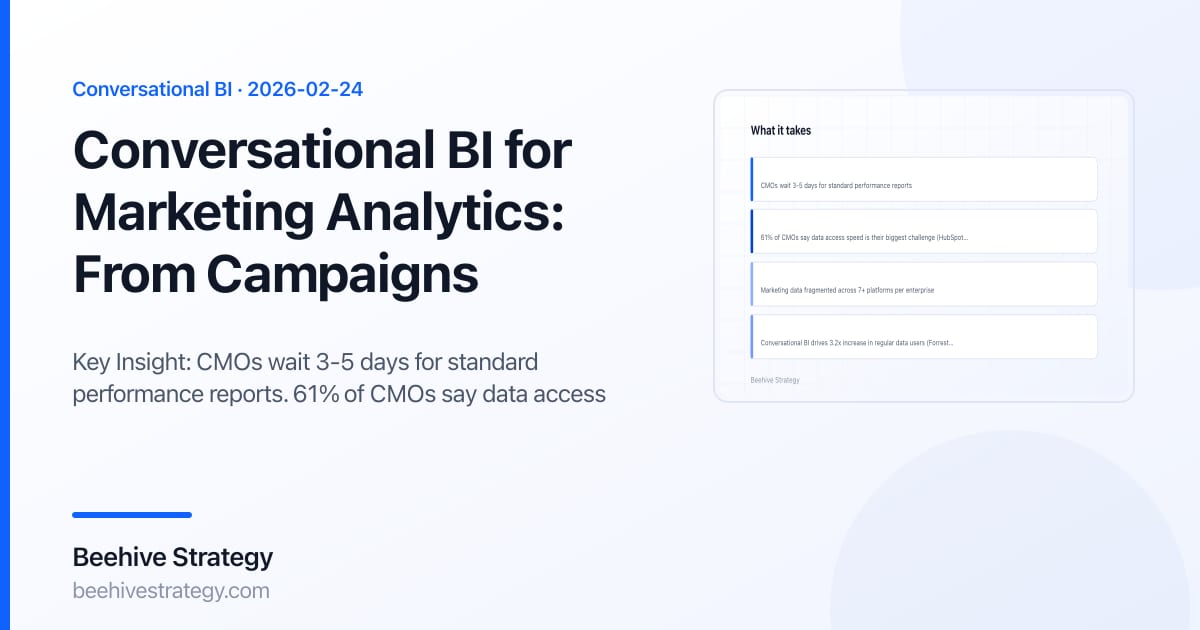 Conversational BI · 2026-02-24
Conversational BI for
Marketing Analytics:
From Campaigns
Key Insight: CMOs wait 3-5 days for standard
performance reports. 61% of CMOs say data access
Beehive Strategy
beehivestrategy.com
What it takes
CMOs wait 3-5 days for standard performance reports
61% of CMOs say data access speed is their biggest challenge (HubSpot...
Marketing data fragmented across 7+ platforms per enterprise
Conversational BI drives 3.2x increase in regular data users (Forrest...
Beehive Strategy